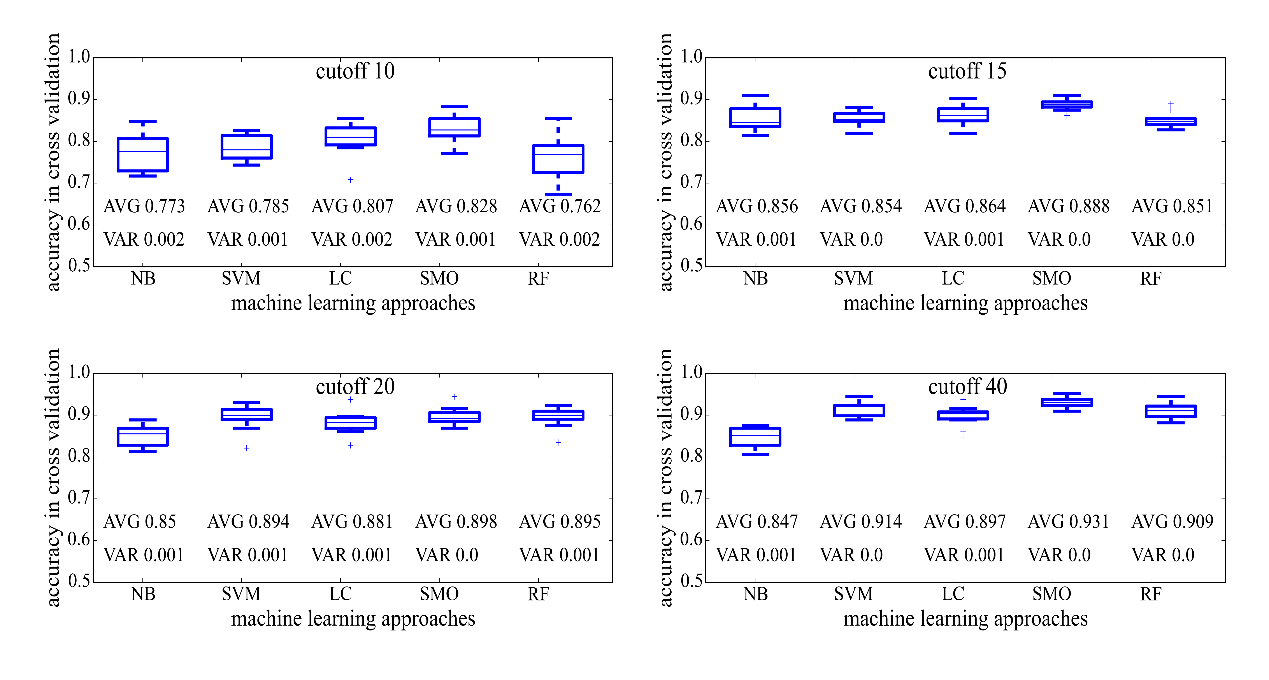 cutoff 10
accuracy in cross validation
1.0
0.9
0.8
0.7
0.6
0.5
AVG 0.773 AVG 0.785 AVG 0.807 AVG 0.828 AVG 0.762
VAR 0.002 VAR 0.001 VAR 0.002 VAR 0.001 VAR 0.002
NB SVM LC SMO RF
machine learning approaches
cutoff 15
accuracy in cross validation
1.0
0.9
0.8
0.7
0.6
0.5
AVG 0.856 AVG 0.854 AVG 0.864 AVG 0.888 AVG 0.851
VAR 0.001 VAR 0.0 VAR 0.001 VAR 0.0 VAR 0.0
NB SVM LC SMO RF
machine learning approaches
cutoff 20
accuracy in cross validation
1.0
0.9
0.8
0.7
0.6
0.5
AVG 0.85 AVG 0.894 AVG 0.881 AVG 0.898 AVG 0.895
VAR 0.001 VAR 0.001 VAR 0.001 VAR 0.0 VAR 0.001
NB SVM LC SMO RF
machine learning approaches
cutoff 40
accuracy in cross validation
1.0
0.9
0.8
0.7
0.6
0.5
AVG 0.847 AVG 0.914 AVG 0.897 AVG 0.931 AVG 0.909
VAR 0.001 VAR 0.0 VAR 0.001 VAR 0.0 VAR 0.0
NB SVM LC SMO RF
machine learning approaches